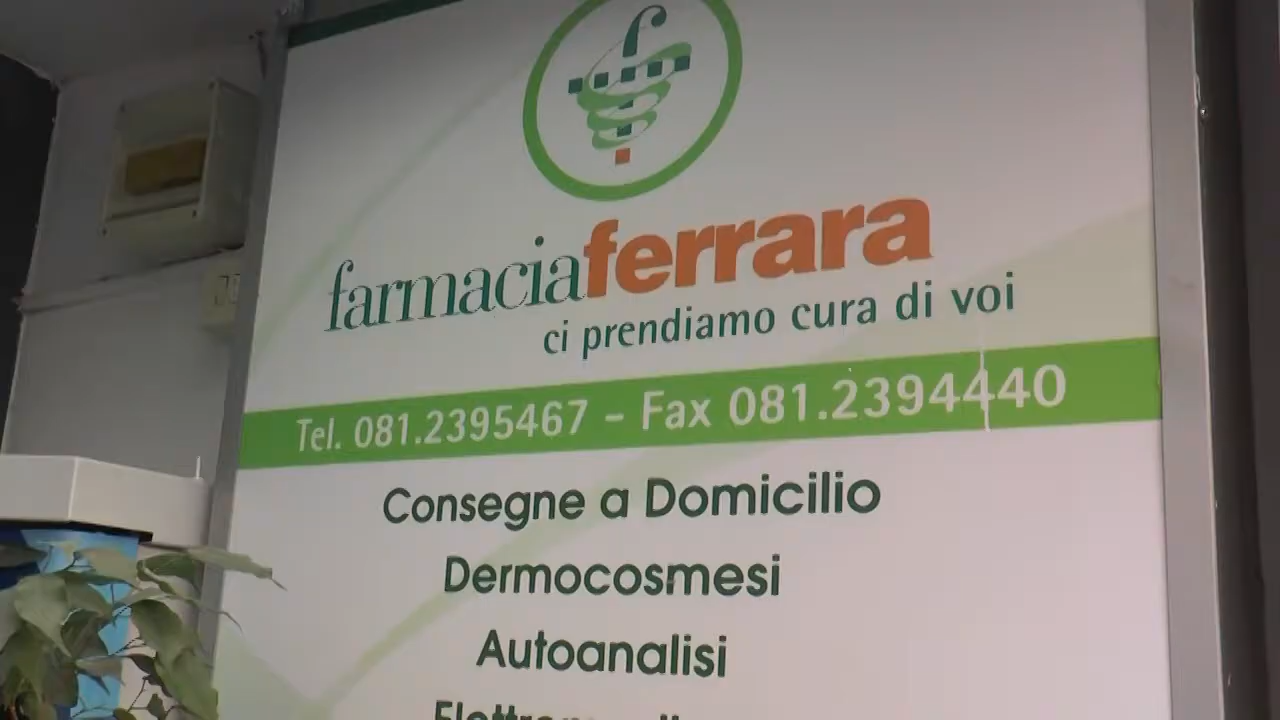 farmaciaferrara
ci prendiamo cura di voi
Tel. 081.2395467 - Fax 081.2394440
Consegne a Domicilio
Dermocosmesi
Autoanalisi